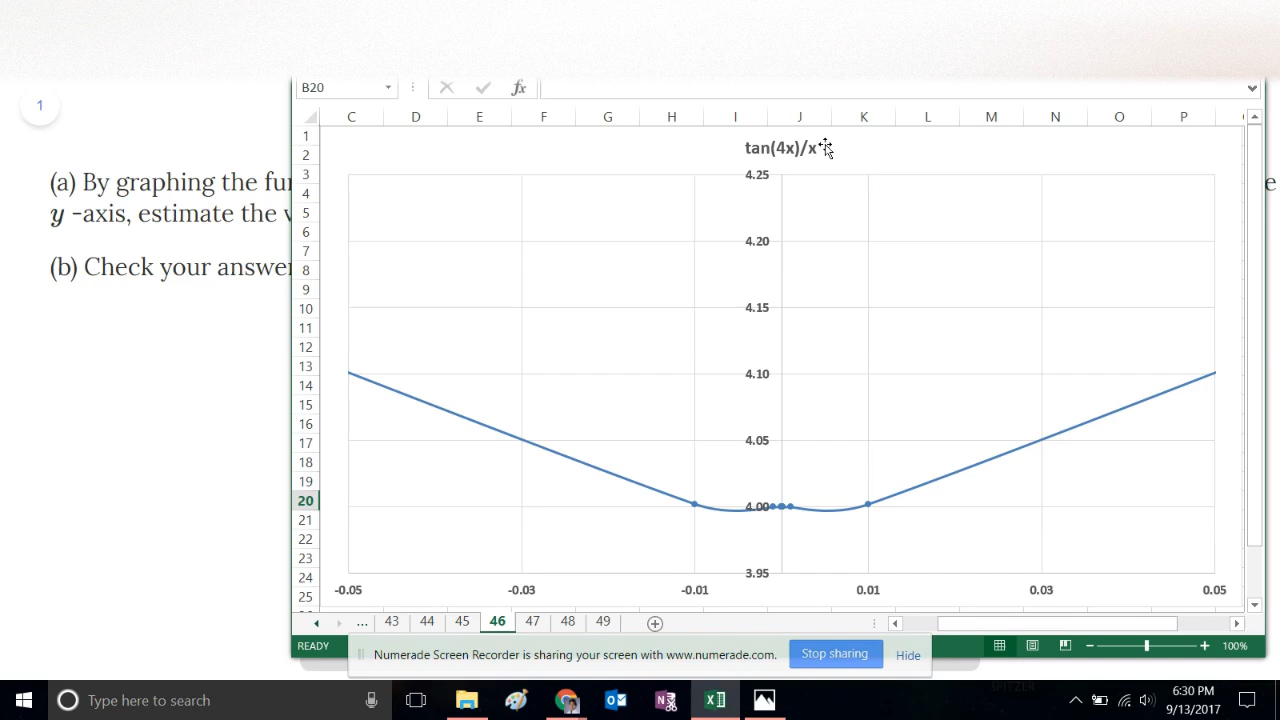 B20
fx
1
C D E F G H I J K L M N O P
(a) By graphing the fun
y -axis, estimate the v
(b) Check your answer
e
1
2
3
4
5
6
7
8
9
10
11
12
13
14
15
16
17
18
19
20
21
22
23
24
25
tan(4x)/x
4.25
4.20
4.15
4.10
4.05
4.00
3.95
-0.05 -0.03 -0.01 0.01 0.03 0.05
... 43 44 45 46 47 48 49
READY
100%
Numerade Screen Recorder is sharing your screen with www.numerade.com. Stop sharing Hide
Type here to search
6:30 PM
9/13/2017